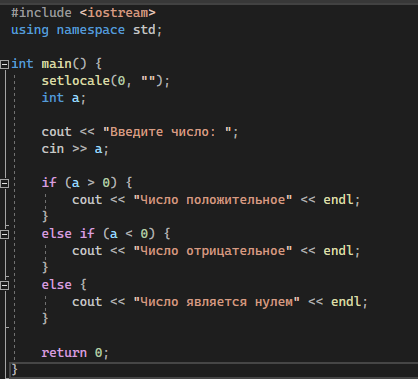 #include <iostream>
using namespace std;
int main() {
setlocale(0, "");
int a;
cout << "Введите число: ";
cin >> a;
if (a > 0) {
cout << "Число положительное" << endl;
}
else if (a < 0) {
cout << "Число отрицательное" << endl;
}
else {
cout << "Число является нулем" << endl;
}
return 0;
}